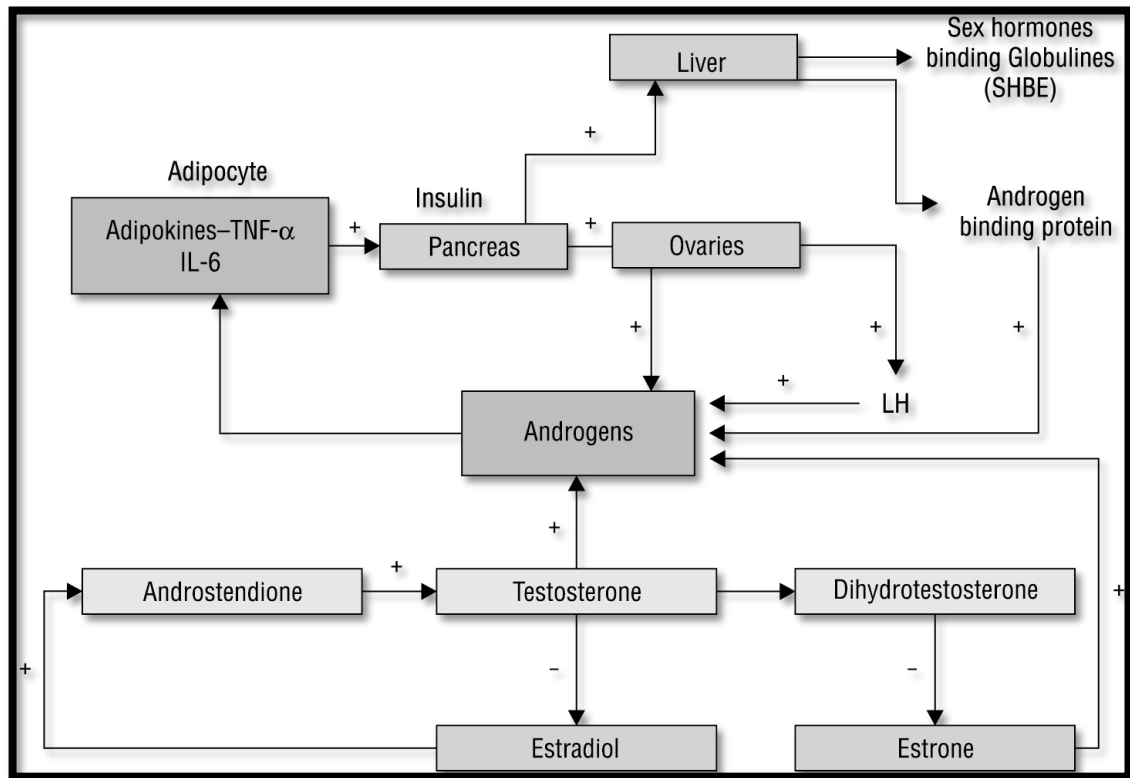 Sex hormones
binding Globulines
(SHBE)
Liver
+
Adipocyte
Insulin
Androgen
binding protein
Adipokines–TNF-α
IL-6
+
Pancreas
+
Ovaries
+
+
+
+
LH
Androgens
+
Androstendione
+
Testosterone
Dihydrotestosterone
+
+
–
–
Estradiol
Estrone